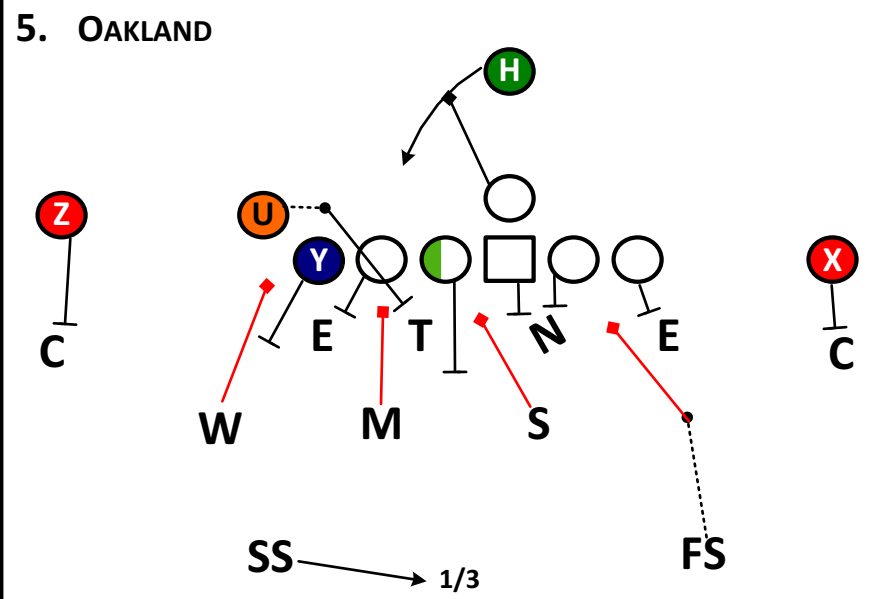 5. OAKLAND
H
Z U
Y X
E T N E
C C
W M S
SS 1/3 FS